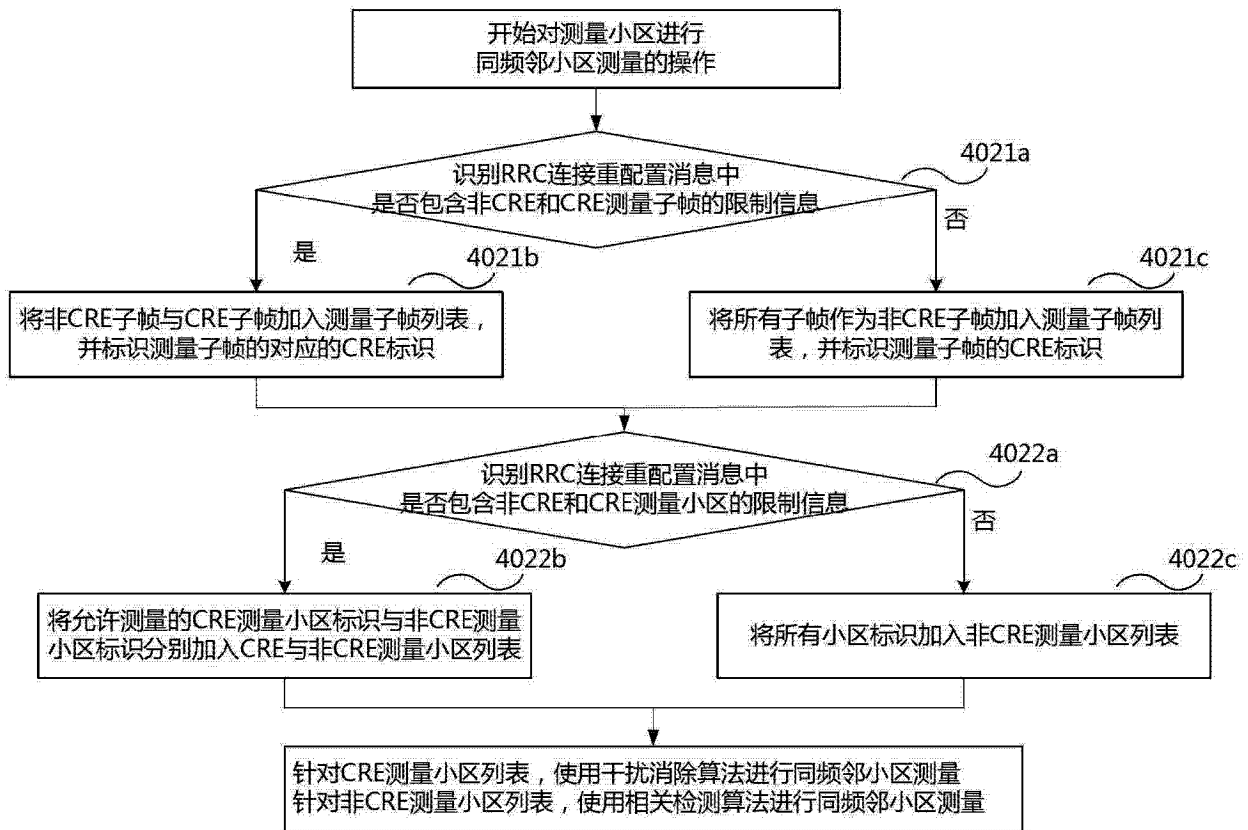 开始对测量小区进行
同频邻小区测量的操作
4021a
识别RRC连接重配置消息中
是否包含非CRE和CRE测量子帧的限制信息
是
否
4021b
4021c
将非CRE子帧与CRE子帧加入测量子帧列表，
并标识测量子帧的对应的CRE标识
将所有子帧作为非CRE子帧加入测量子帧列
表，并标识测量子帧的CRE标识
4022a
识别RRC连接重配置消息中
是否包含非CRE和CRE测量小区的限制信息
是
否
4022b
4022c
将允许测量的CRE测量小区标识与非CRE测量
小区标识分别加入CRE与非CRE测量小区列表
将所有小区标识加入非CRE测量小区列表
针对CRE测量小区列表，使用干扰消除算法进行同频邻小区测量
针对非CRE测量小区列表，使用相关检测算法进行同频邻小区测量